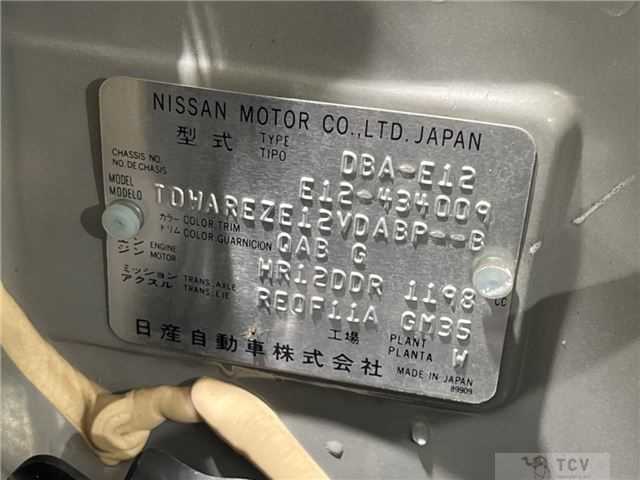 NISSAN MOTOR CO.,LTD. JAPAN
型式 TYPE TIPO DBA-E12
CHASSIS NO. NO. DE CHASIS E12-434009
MODEL MODELO TDWAREZE12VDABP--B
カラー トリム COLOR,TRIM COLOR,GUARNICION QAB G
エンジン ENGINE MOTOR HR12DDR 1198 CC
ミッション アクスル TRANS.,AXLE TRANS.,EJE RE0F11A GM35
工場 PLANT PLANTA W
日産自動車株式会社
MADE IN JAPAN
89909
TCV